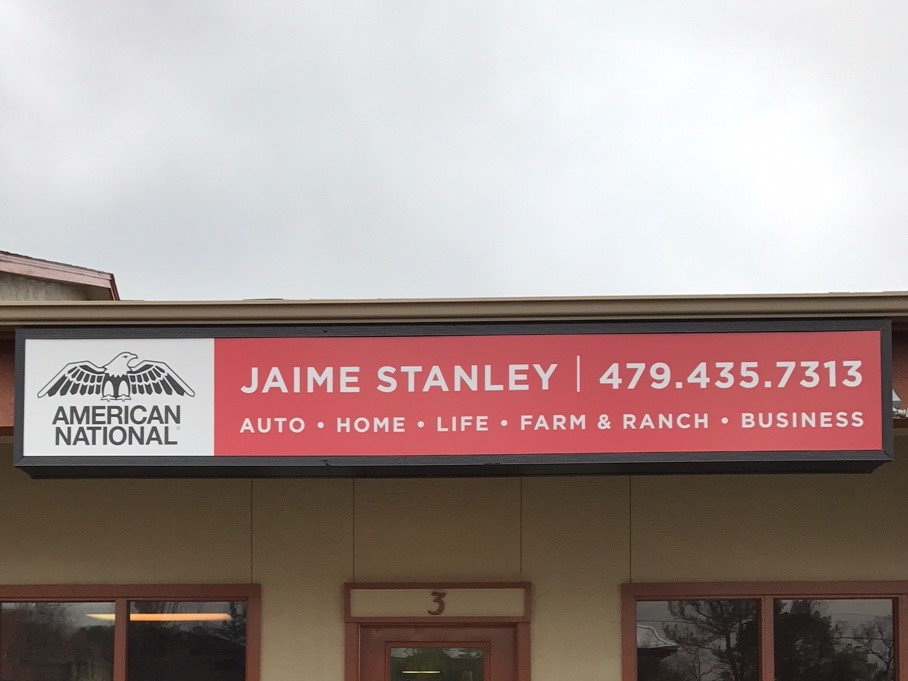 AMERICAN
NATIONAL®
JAIME STANLEY | 479.435.7313
AUTO • HOME • LIFE • FARM & RANCH • BUSINESS
3